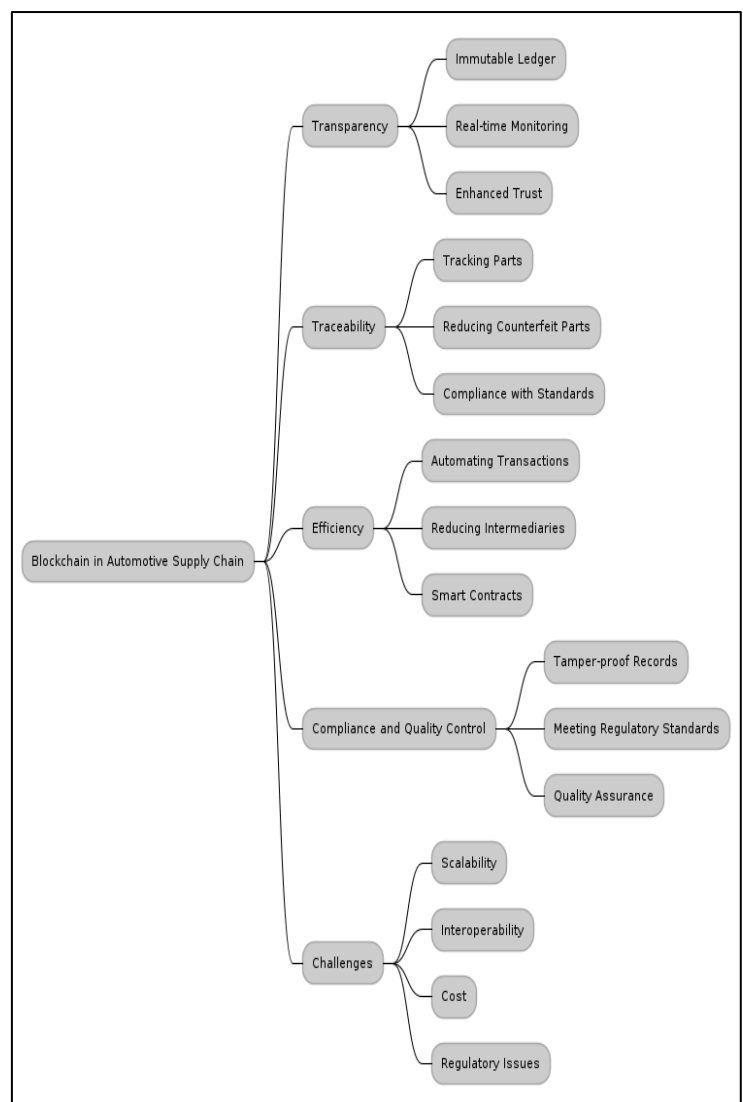 Blockchain in Automotive Supply Chain
Transparency
Immutable Ledger
Real-time Monitoring
Enhanced Trust
Traceability
Tracking Parts
Reducing Counterfeit Parts
Compliance with Standards
Efficiency
Automating Transactions
Reducing Intermediaries
Smart Contracts
Compliance and Quality Control
Tamper-proof Records
Meeting Regulatory Standards
Quality Assurance
Challenges
Scalability
Interoperability
Cost
Regulatory Issues